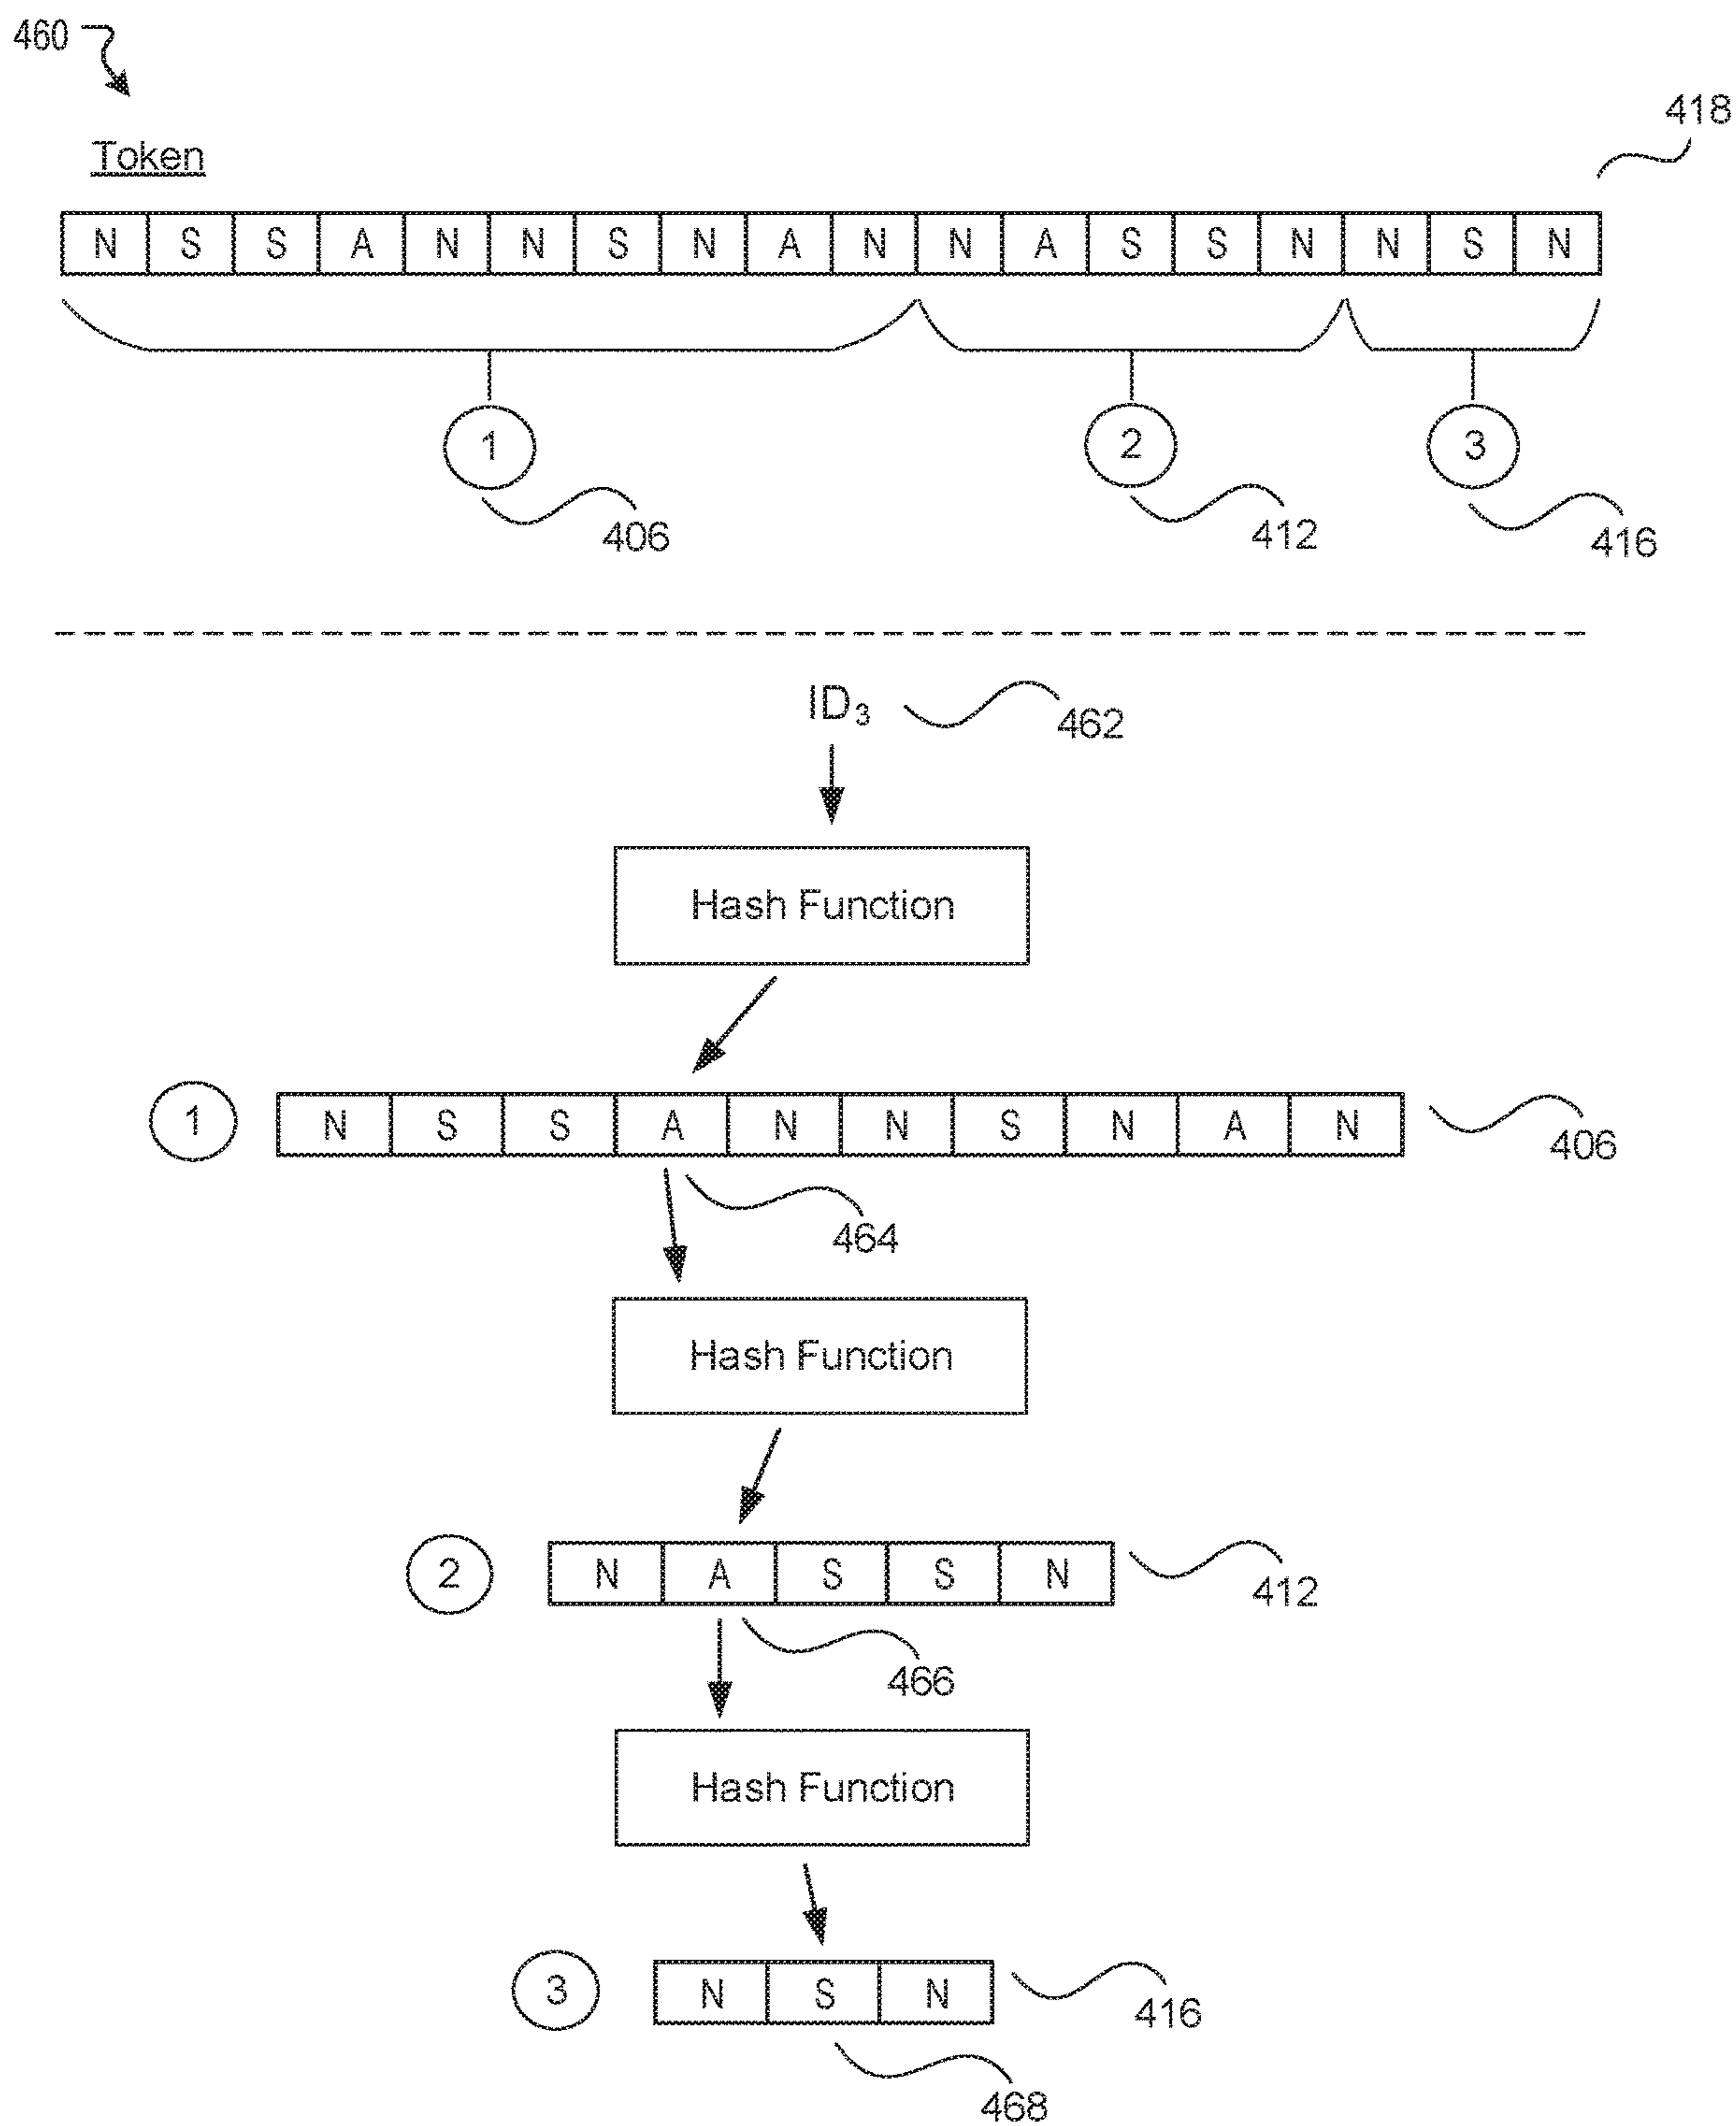 460
418
Token
N S S A N N S N A N N A S S N N S N
1 2 3
406 412 416
ID₃ 462
Hash Function
1 N S S A N N S N A N 406
464
Hash Function
2 N A S S N 412
466
Hash Function
3 N S N 416
468